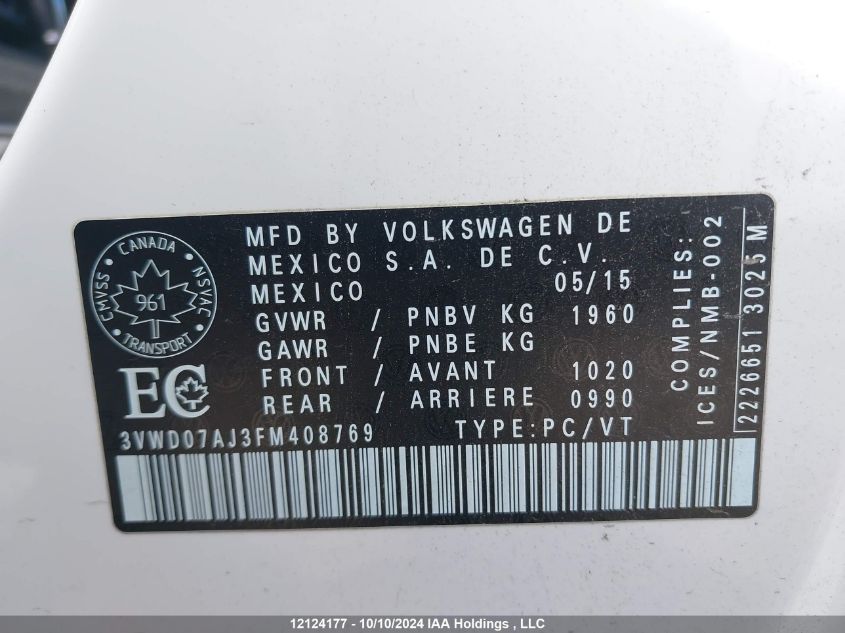 CMVSS CANADA NSVAC
961
TRANSPORT
EC
MFD BY VOLKSWAGEN DE
MEXICO S.A. DE C.V.
MEXICO 05/15
GVWR / PNBV KG 1960
GAWR / PNBE KG
FRONT / AVANT 1020
REAR / ARRIERE 0990
3VWD07AJ3FM408769 TYPE:PC/VT
COMPLIES:
ICES/NMB-002
2226651 3025M
12124177 - 10/10/2024 IAA Holdings , LLC